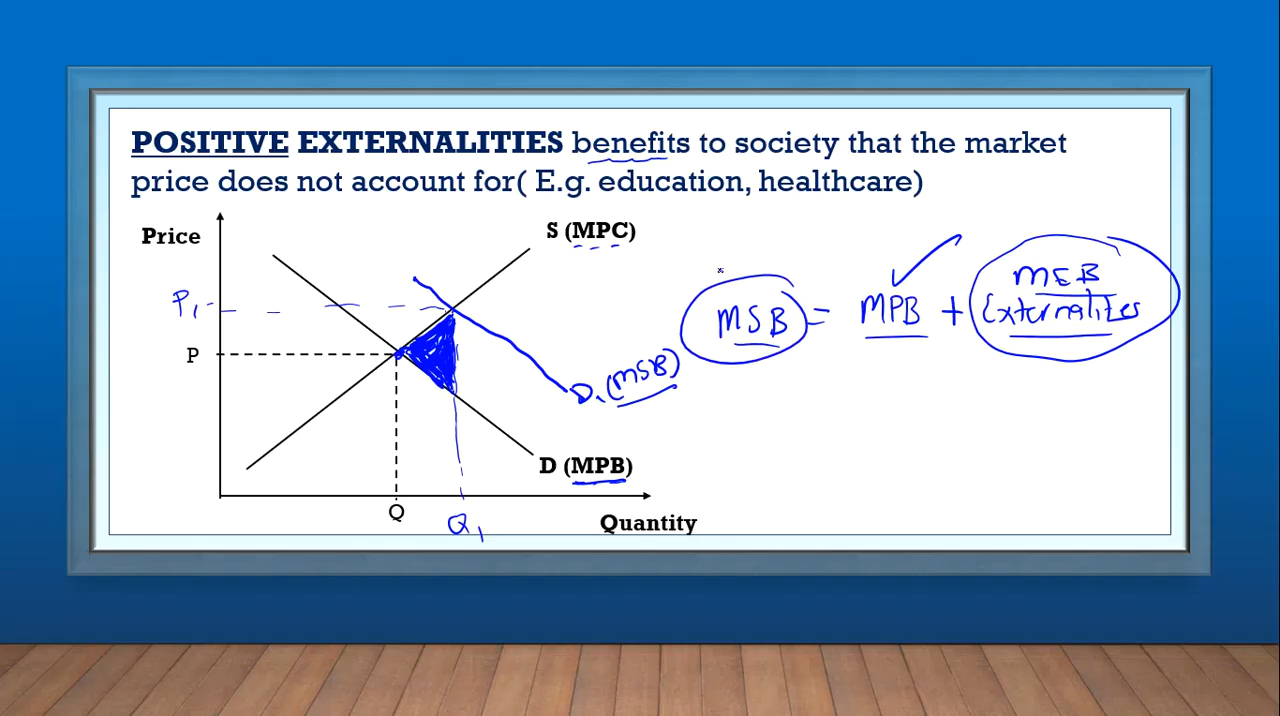 POSITIVE EXTERNALITIES benefits to society that the market
price does not account for( E.g. education, healthcare)
Price
S (MPC)
P1
P
MSB = MPB + MEB
Externalites
D1 (MSB)
D (MPB)
Q
Q1
Quantity